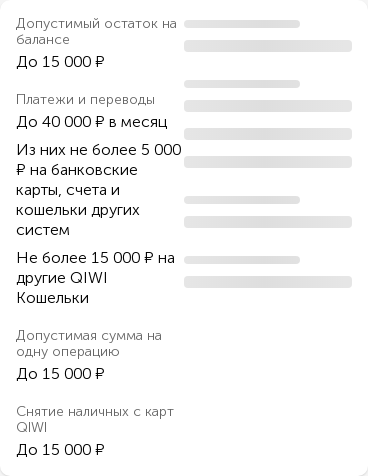 Допустимый остаток на
балансе
До 15 000 ₽
Платежи и переводы
До 40 000 ₽ в месяц
Из них не более 5 000
₽ на банковские
карты, счета и
кошельки других
систем
Не более 15 000 ₽ на
другие QIWI
Кошельки
Допустимая сумма на
одну операцию
До 15 000 ₽
Снятие наличных с карт
QIWI
До 15 000 ₽